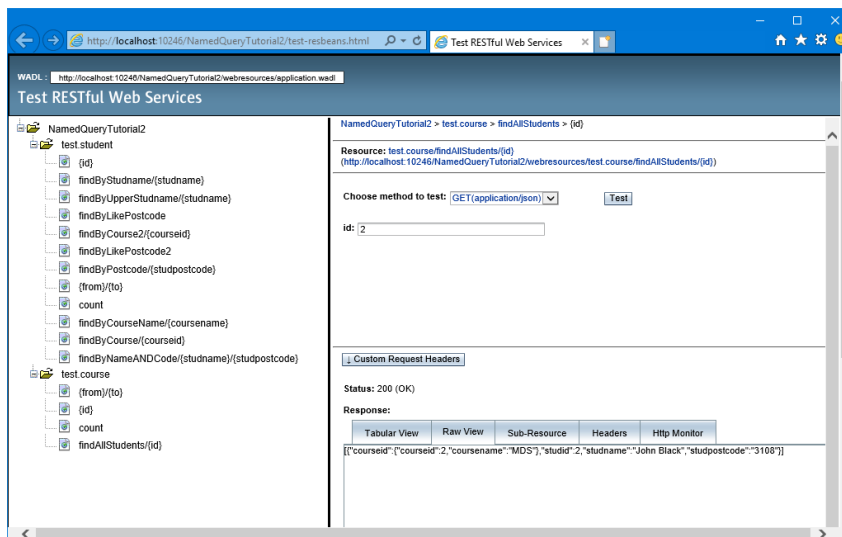 http://localhost:10246/NamedQueryTutorial2/test-resbeans.html
Test RESTful Web Services
WADL : http://localhost:10246/NamedQueryTutorial2/webresources/application.wadl
Test RESTful Web Services
NamedQueryTutorial2
test.student
{id}
findByStudname/{studname}
findByUpperStudname/{studname}
findByLikePostcode
findByCourse2/{courseid}
findByLikePostcode2
findByPostcode/{studpostcode}
{from}/{to}
count
findByCourseName/{coursename}
findByCourse/{courseid}
findByNameANDCode/{studname}/{studpostcode}
test.course
{from}/{to}
{id}
count
findAllStudents/{id}
NamedQueryTutorial2 > test.course > findAllStudents > {id}
Resource: test.course/findAllStudents/{id}
(http://localhost:10246/NamedQueryTutorial2/webresources/test.course/findAllStudents/{id})
Choose method to test: GET(application/json) Test
id: 2
↓ Custom Request Headers
Status: 200 (OK)
Response:
Tabular View Raw View Sub-Resource Headers Http Monitor
[{"courseid":{"courseid":2,"coursename":"MDS"},"studid":2,"studname":"John Black","studpostcode":"3108"}]